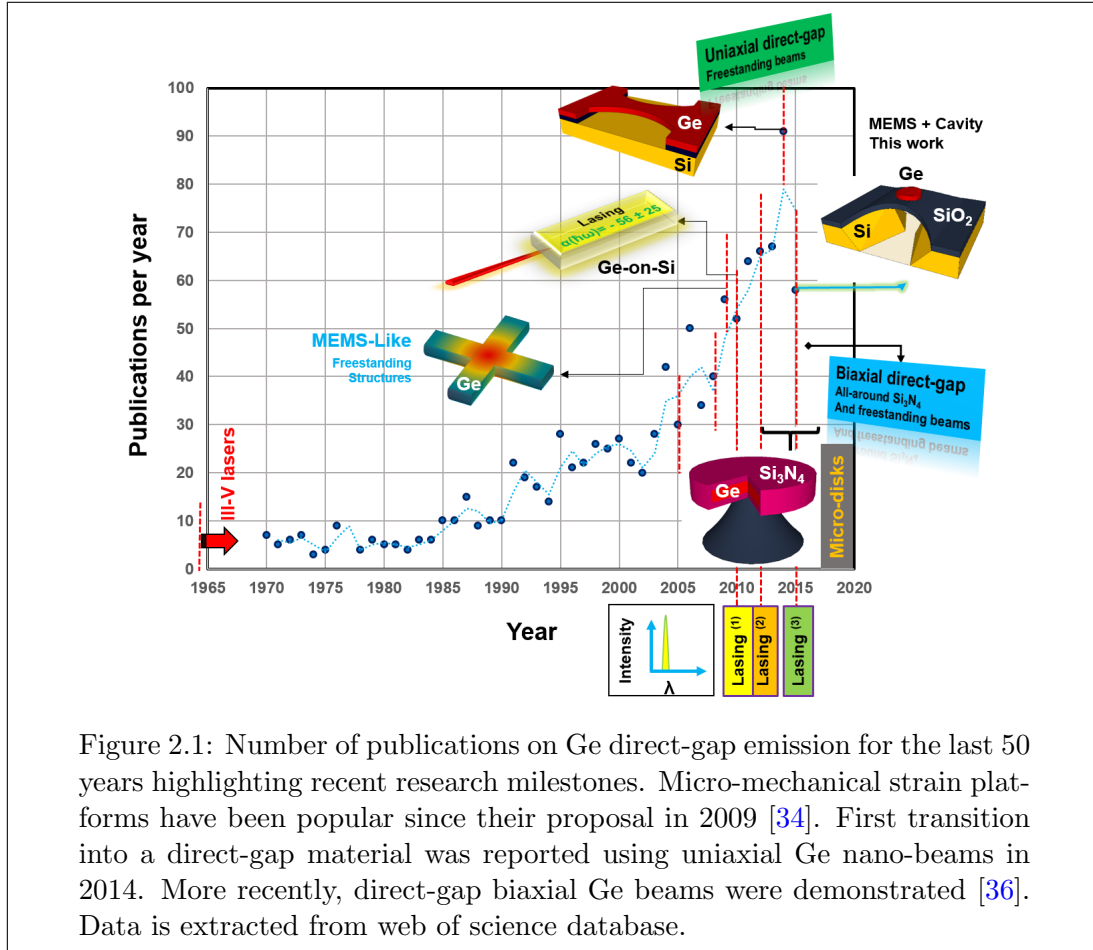 Uniaxial direct-gap
Freestanding beams
MEMS + Cavity
This work
Ge
Si
Ge
SiO2
Si
Lasing
α(ħω)= - 56 ± 25
Ge-on-Si
MEMS-Like
Freestanding
Structures
Ge
Biaxial direct-gap
All-around Si3N4
And freestanding beams
Si3N4
Ge
Micro-disks
III-V lasers
Publications per year
100
90
80
70
60
50
40
30
20
10
0
1965 1970 1975 1980 1985 1990 1995 2000 2005 2010 2015 2020
Year
Intensity
λ
Lasing (1)
Lasing (2)
Lasing (3)
Figure 2.1: Number of publications on Ge direct-gap emission for the last 50
years highlighting recent research milestones. Micro-mechanical strain plat-
forms have been popular since their proposal in 2009 [34]. First transition
into a direct-gap material was reported using uniaxial Ge nano-beams in
2014. More recently, direct-gap biaxial Ge beams were demonstrated [36].
Data is extracted from web of science database.